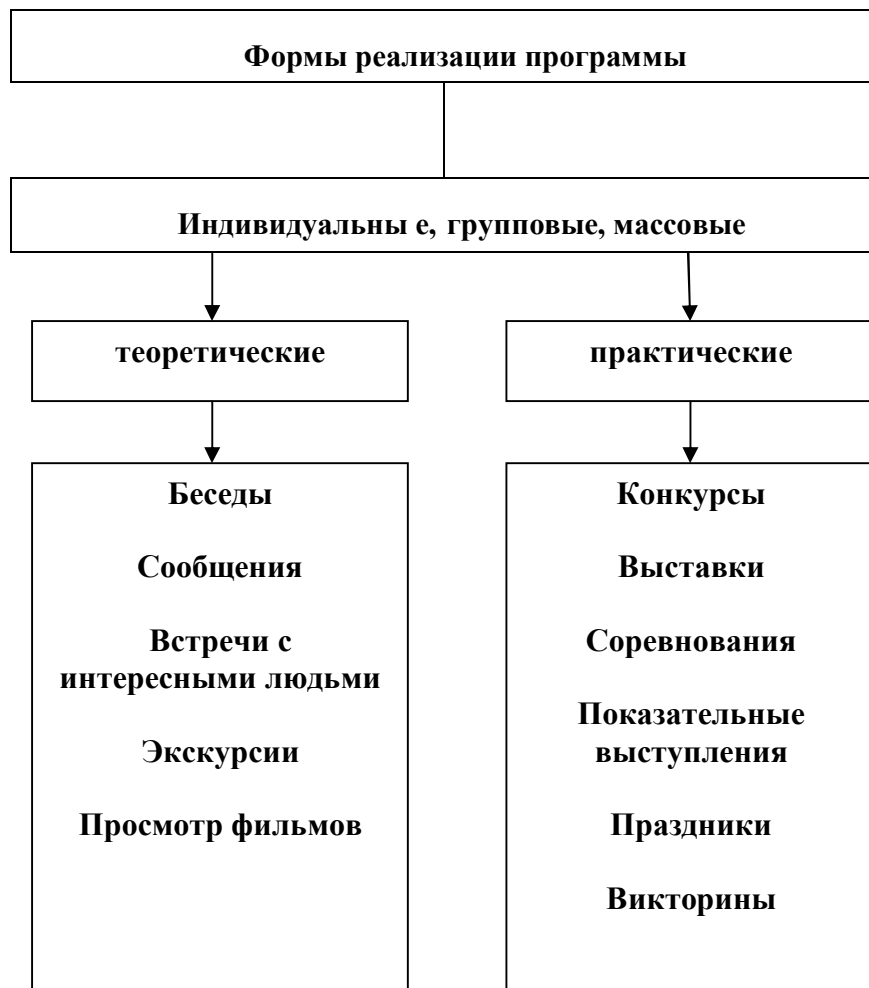 Формы реализации программы
Индивидуальны е, групповые, массовые
теоретические
практические
Беседы
Сообщения
Встречи с
интересными людьми
Экскурсии
Просмотр фильмов
Конкурсы
Выставки
Соревнования
Показательные
выступления
Праздники
Викторины